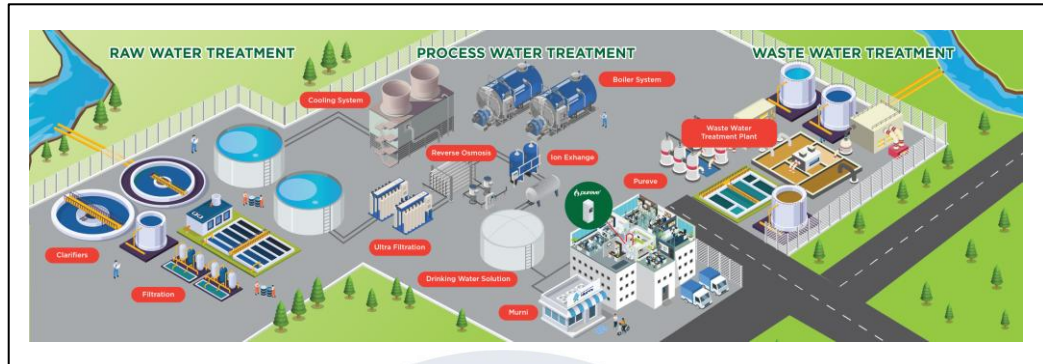 RAW WATER TREATMENT
PROCESS WATER TREATMENT
WASTE WATER TREATMENT
Cooling System
Boiler System
Waste Water
Treatment Plant
Reverse Osmosis
Ion Exhange
Pureve
pureve
Clarifiers
Ultra Filtration
Drinking Water Solution
Filtration
Murni